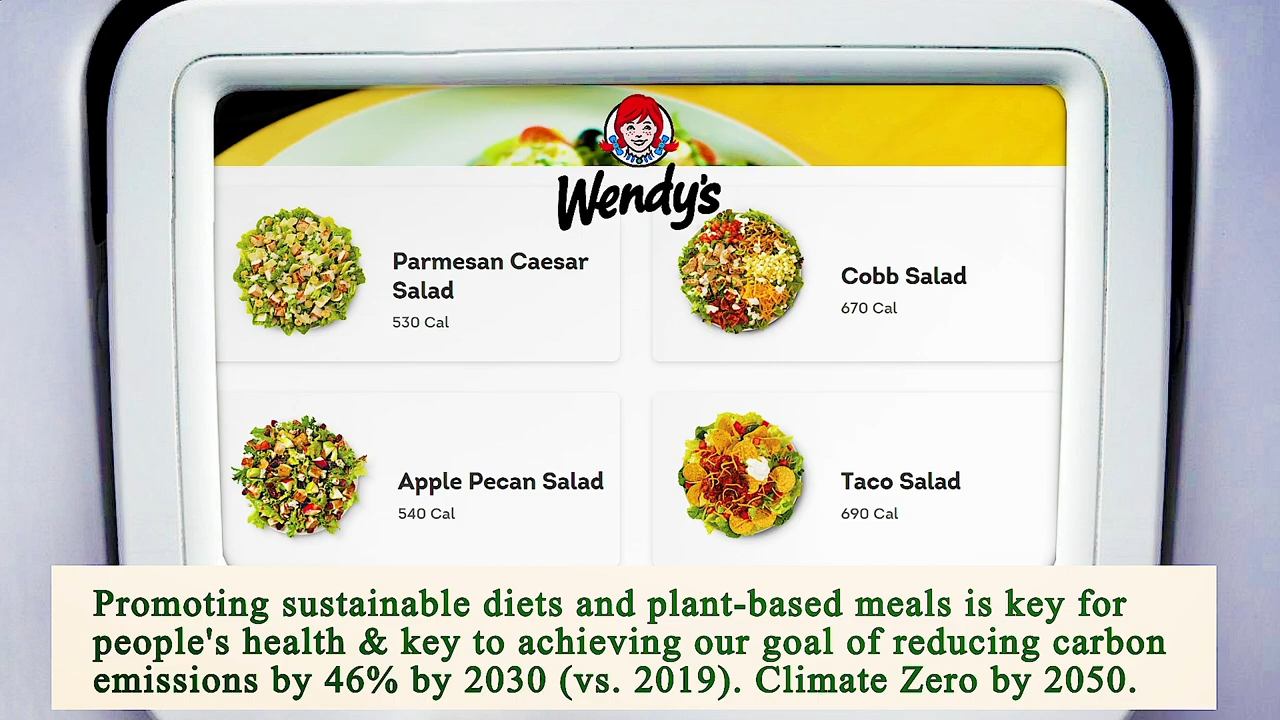 Wendy's
Parmesan Caesar
Salad
530 Cal
Cobb Salad
670 Cal
Apple Pecan Salad
540 Cal
Taco Salad
690 Cal
Promoting sustainable diets and plant-based meals is key for
people's health & key to achieving our goal of reducing carbon
emissions by 46% by 2030 (vs. 2019). Climate Zero by 2050.